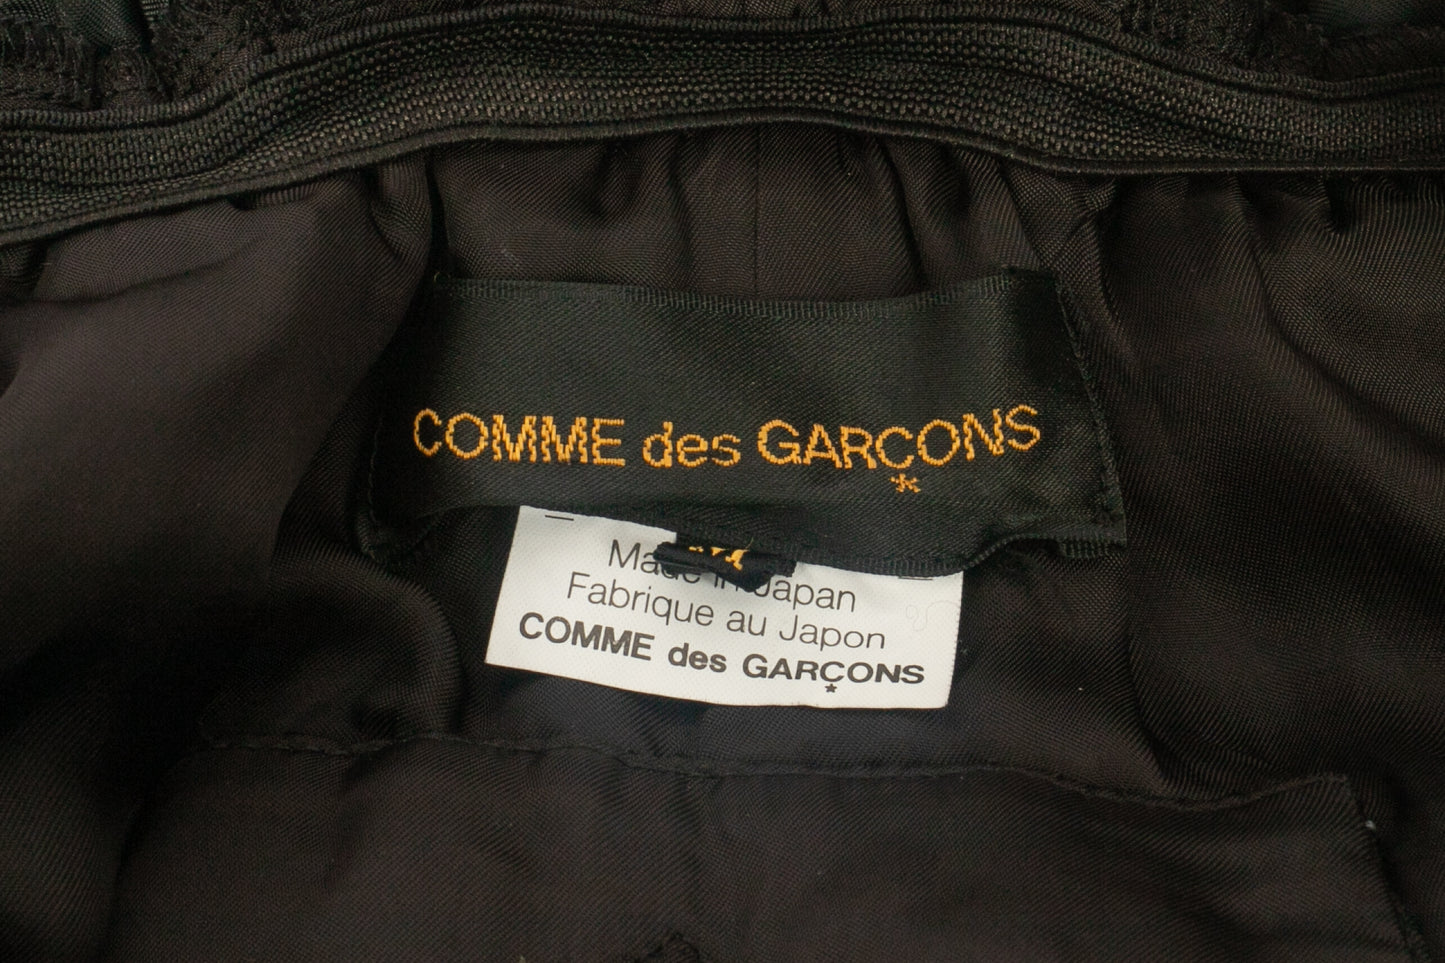 COMME des GARÇONS
M
Made in Japan
Fabrique au Japon
COMME des GARÇONS